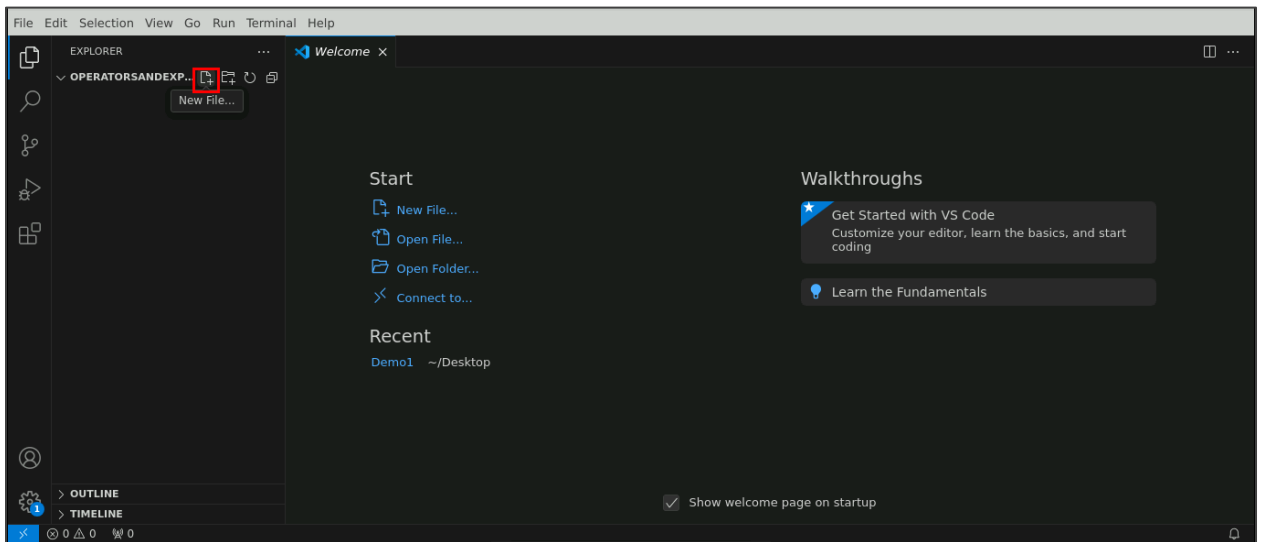 File Edit Selection View Go Run Terminal Help
EXPLORER
...
Welcome
...
OPERATORSANDEXP...
New File...
Start
New File...
Open File...
Open Folder...
Connect to...
Recent
Demo1 ~/Desktop
Walkthroughs
Get Started with VS Code
Customize your editor, learn the basics, and start
coding
Learn the Fundamentals
Show welcome page on startup
OUTLINE
TIMELINE
1
0 0 0